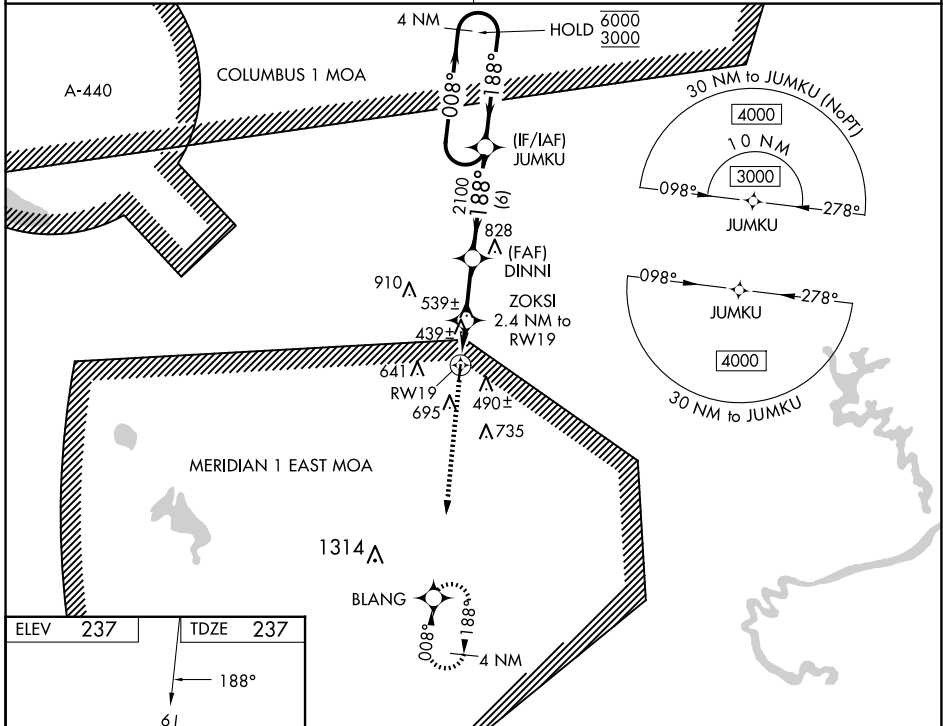 4 NM
HOLD 6000
3000
A-440
COLUMBUS 1 MOA
008°
188°
(IF/IAF)
JUMKU
2100
188°
(6)
30 NM to JUMKU (NoPT)
4000
10 NM
3000
098°
278°
JUMKU
828
(FAF)
DINNI
910
539±
ZOKSI
2.4 NM to
RW19
439±
641
RW19
695
490±
735
098°
278°
JUMKU
4000
30 NM to JUMKU
MERIDIAN 1 EAST MOA
1314
BLANG
008°
188°
4 NM
ELEV 237
TDZE 237
188°